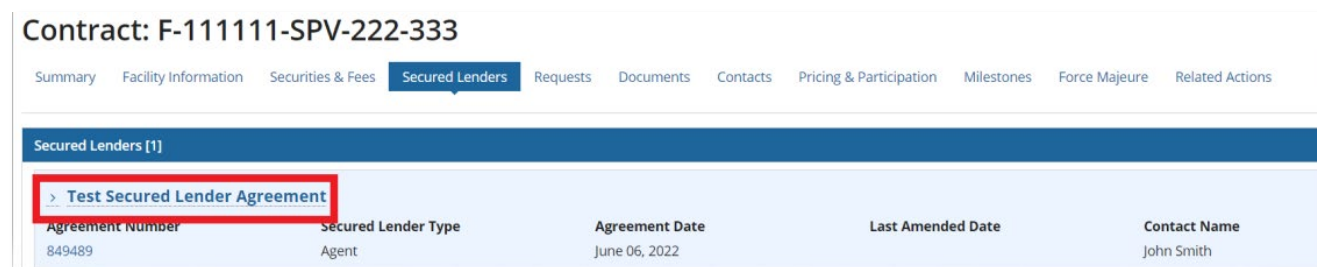 Contract: F-111111-SPV-222-333
Summary Facility Information Securities & Fees Secured Lenders Requests Documents Contacts Pricing & Participation Milestones Force Majeure Related Actions
Secured Lenders [1]
> Test Secured Lender Agreement
Agreement Number Secured Lender Type Agreement Date Last Amended Date Contact Name
849489 Agent June 06, 2022 John Smith